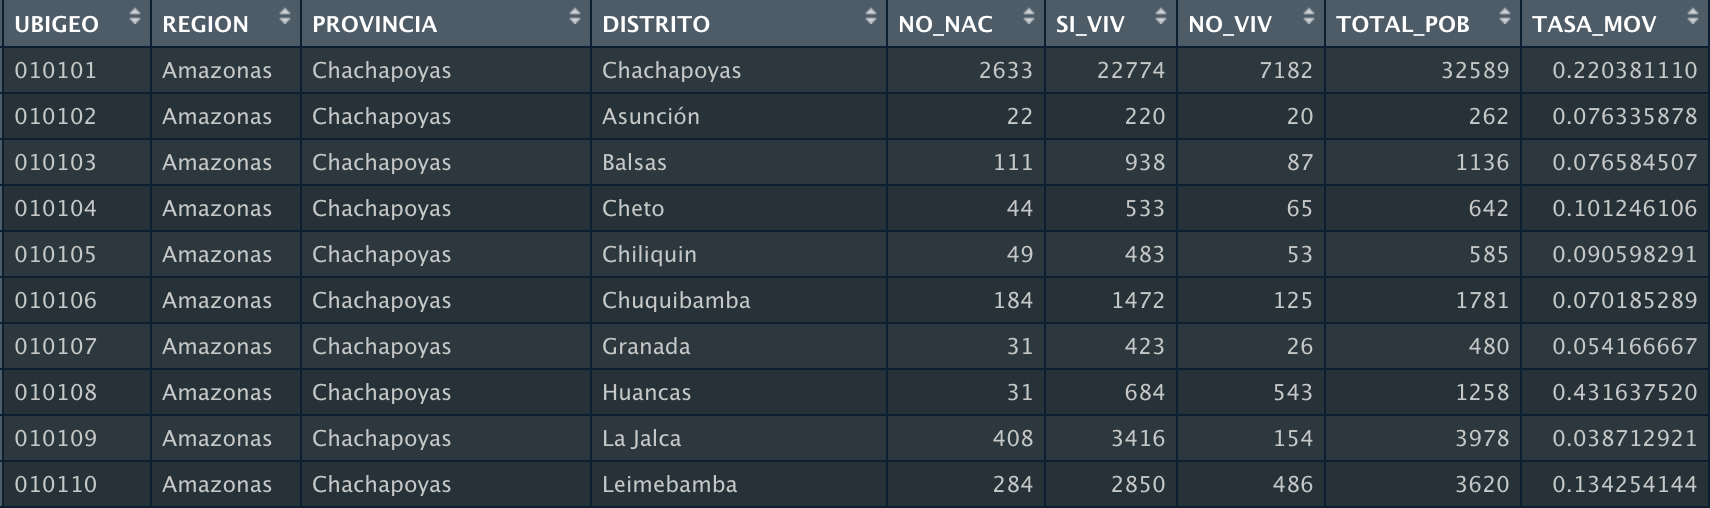 UBIGEO REGION PROVINCIA DISTRITO NO_NAC SI_VIV NO_VIV TOTAL_POB TASA_MOV
010101 Amazonas Chachapoyas Chachapoyas 2633 22774 7182 32589 0.220381110
010102 Amazonas Chachapoyas Asunción 22 220 20 262 0.076335878
010103 Amazonas Chachapoyas Balsas 111 938 87 1136 0.076584507
010104 Amazonas Chachapoyas Cheto 44 533 65 642 0.101246106
010105 Amazonas Chachapoyas Chiliquin 49 483 53 585 0.090598291
010106 Amazonas Chachapoyas Chuquibamba 184 1472 125 1781 0.070185289
010107 Amazonas Chachapoyas Granada 31 423 26 480 0.054166667
010108 Amazonas Chachapoyas Huancas 31 684 543 1258 0.431637520
010109 Amazonas Chachapoyas La Jalca 408 3416 154 3978 0.038712921
010110 Amazonas Chachapoyas Leimebamba 284 2850 486 3620 0.134254144